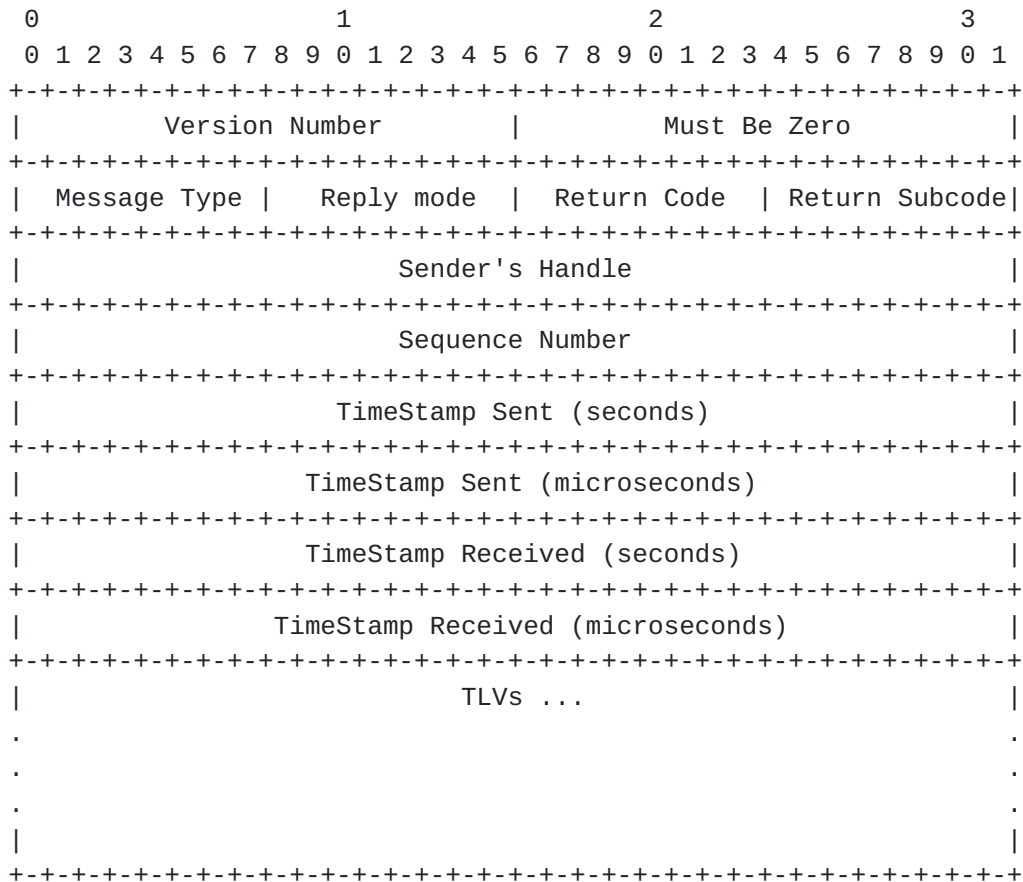 0                   1                   2                   3
 0 1 2 3 4 5 6 7 8 9 0 1 2 3 4 5 6 7 8 9 0 1 2 3 4 5 6 7 8 9 0 1
+-+-+-+-+-+-+-+-+-+-+-+-+-+-+-+-+-+-+-+-+-+-+-+-+-+-+-+-+-+-+-+-+
|         Version Number        |         Must Be Zero          |
+-+-+-+-+-+-+-+-+-+-+-+-+-+-+-+-+-+-+-+-+-+-+-+-+-+-+-+-+-+-+-+-+
|  Message Type |   Reply mode  |  Return Code  | Return Subcode|
+-+-+-+-+-+-+-+-+-+-+-+-+-+-+-+-+-+-+-+-+-+-+-+-+-+-+-+-+-+-+-+-+
|                        Sender's Handle                        |
+-+-+-+-+-+-+-+-+-+-+-+-+-+-+-+-+-+-+-+-+-+-+-+-+-+-+-+-+-+-+-+-+
|                        Sequence Number                        |
+-+-+-+-+-+-+-+-+-+-+-+-+-+-+-+-+-+-+-+-+-+-+-+-+-+-+-+-+-+-+-+-+
|                    TimeStamp Sent (seconds)                   |
+-+-+-+-+-+-+-+-+-+-+-+-+-+-+-+-+-+-+-+-+-+-+-+-+-+-+-+-+-+-+-+-+
|                  TimeStamp Sent (microseconds)                |
+-+-+-+-+-+-+-+-+-+-+-+-+-+-+-+-+-+-+-+-+-+-+-+-+-+-+-+-+-+-+-+-+
|                  TimeStamp Received (seconds)                 |
+-+-+-+-+-+-+-+-+-+-+-+-+-+-+-+-+-+-+-+-+-+-+-+-+-+-+-+-+-+-+-+-+
|                TimeStamp Received (microseconds)              |
+-+-+-+-+-+-+-+-+-+-+-+-+-+-+-+-+-+-+-+-+-+-+-+-+-+-+-+-+-+-+-+-+
|                            TLVs ...                           |
.                                                               .
.                                                               .
.                                                               .
|                                                               |
+-+-+-+-+-+-+-+-+-+-+-+-+-+-+-+-+-+-+-+-+-+-+-+-+-+-+-+-+-+-+-+-+